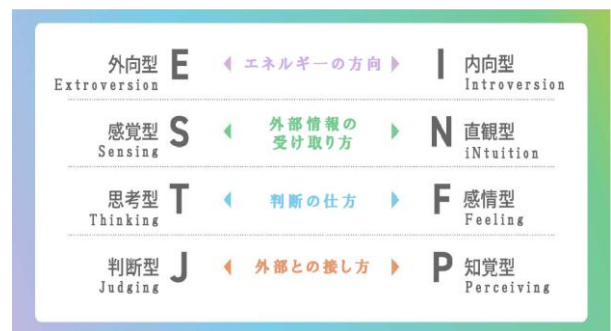 外向型 E エネルギーの方向 I 内向型
Extroversion Introversion
感覚型 S 外部情報の受け取り方 N 直観型
Sensing iNtuition
思考型 T 判断の仕方 F 感情型
Thinking Feeling
判断型 J 外部との接し方 P 知覚型
Judging Perceiving